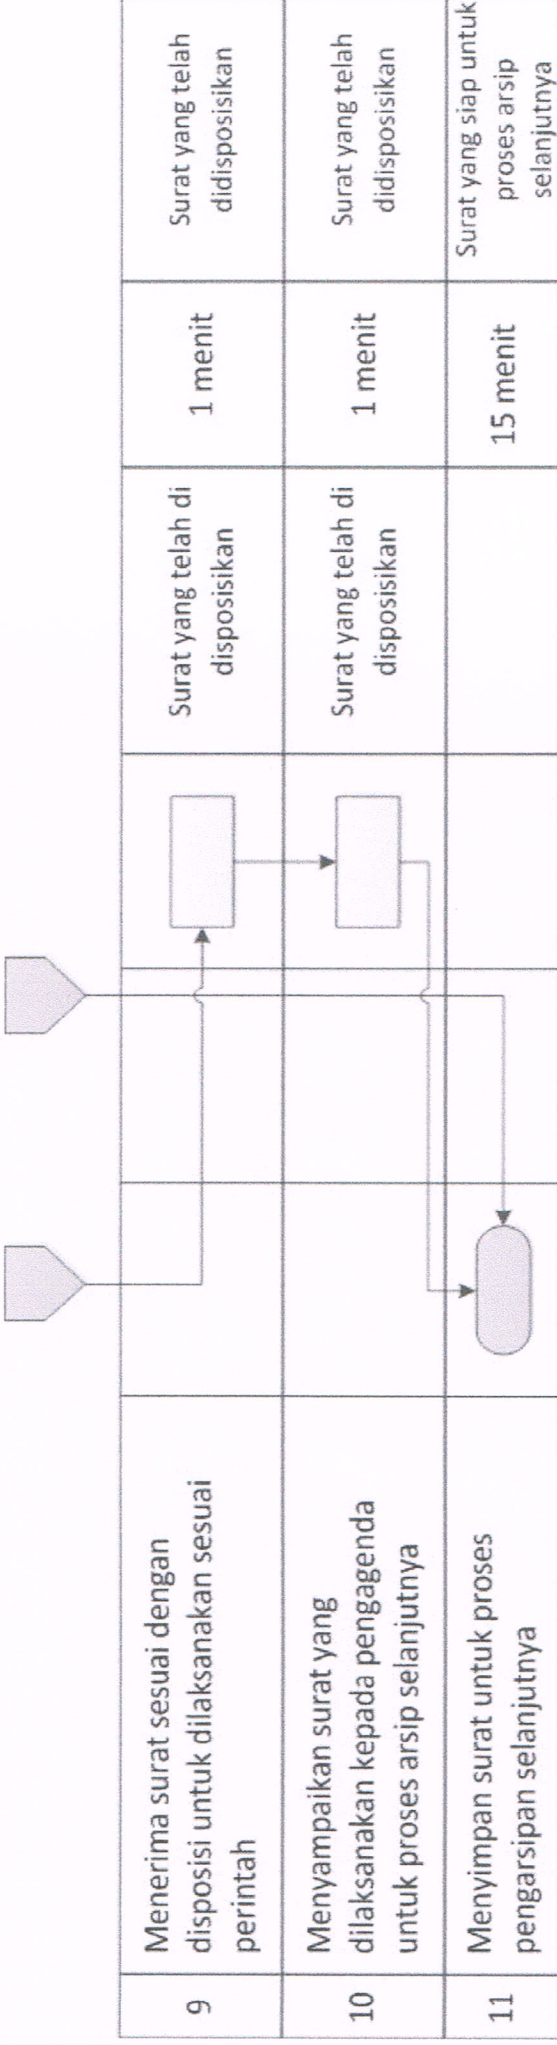 9
Menerima surat sesuai dengan
disposisi untuk dilaksanakan sesuai
perintah
Surat yang telah di
disposisikan
1 menit
Surat yang telah
didisposisikan
10
Menyampaikan surat yang
dilaksanakan kepada pengagenda
untuk proses arsip selanjutnya
Surat yang telah di
disposisikan
1 menit
Surat yang telah
didisposisikan
11
Menyimpan surat untuk proses
pengarsipan selanjutnya
15 menit
Surat yang siap untuk
proses arsip
selanjutnya